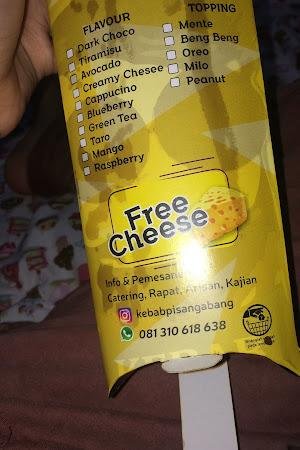 FLAVOUR
Dark Choco
Tiramisu
Avocado
Creamy Chesee
Cappucino
Blueberry
Green Tea
Taro
Mango
Raspberry
TOPPING
Mente
Beng Beng
Oreo
Milo
Peanut
Free
Cheese
Info &
Catering, Rapat, Arisan, Kajian
kebabpisangabang
081 310 618 638